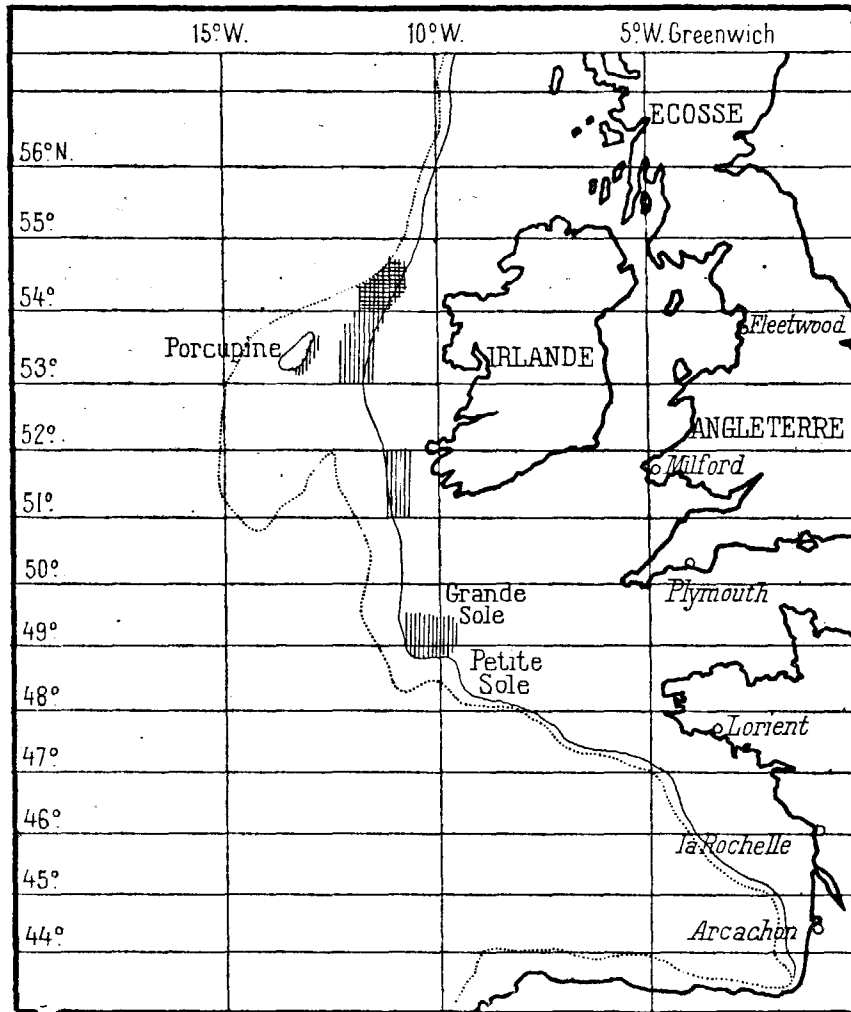 15°W.
10°W.
5°W. Greenwich
ECOSSE
56°N.
55°
54°
Fleetwood
Porcupine
IRLANDE
53°
ANGLETERRE
52°
Milford
51°
50°
Grande
Sole
Plymouth
49°
Petite
Sole
48°
Lorient
47°
46°
la Rochelle
45°
Arcachon
44°